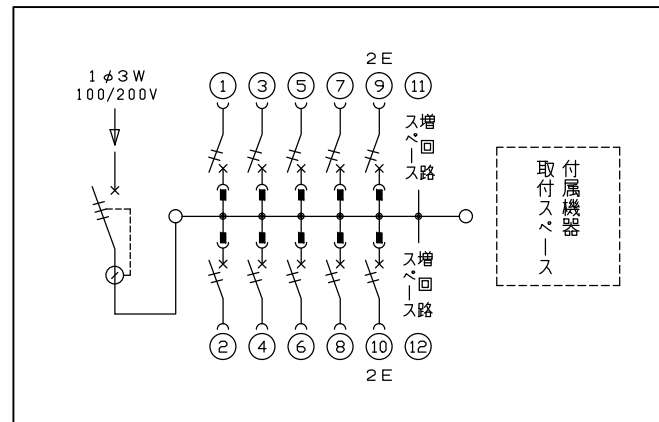 2E
1φ3W
100/200V
① ③ ⑤ ⑦ ⑨ ⑪
増回路
スペース
付属機器
取付スペース
増回路
スペース
② ④ ⑥ ⑧ ⑩ ⑫
2E